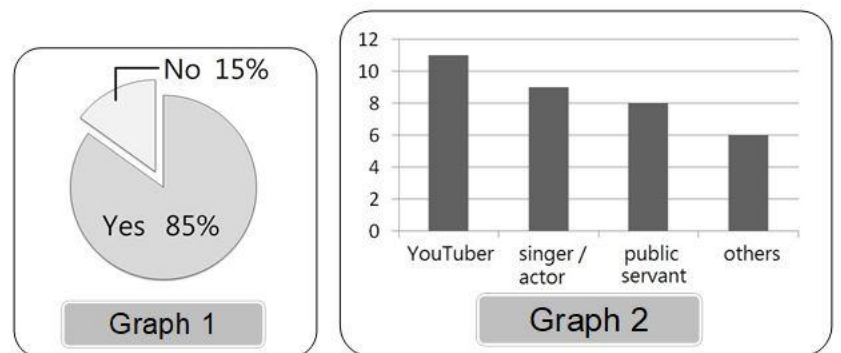 No 15%
Yes 85%
Graph 1
12
10
8
6
4
2
0
YouTuber
singer /
actor
public
servant
others
Graph 2